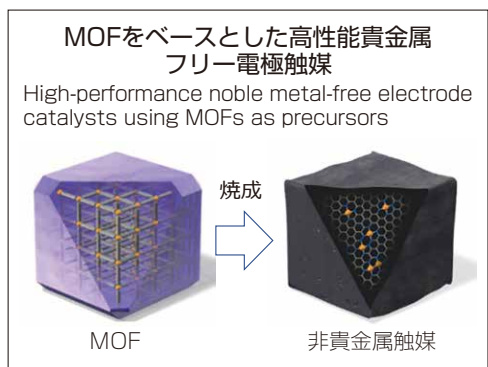 MOFをベースとした高性能貴金属
フリー電極触媒
High-performance noble metal-free electrode
catalysts using MOFs as precursors
焼成
MOF
非貴金属触媒